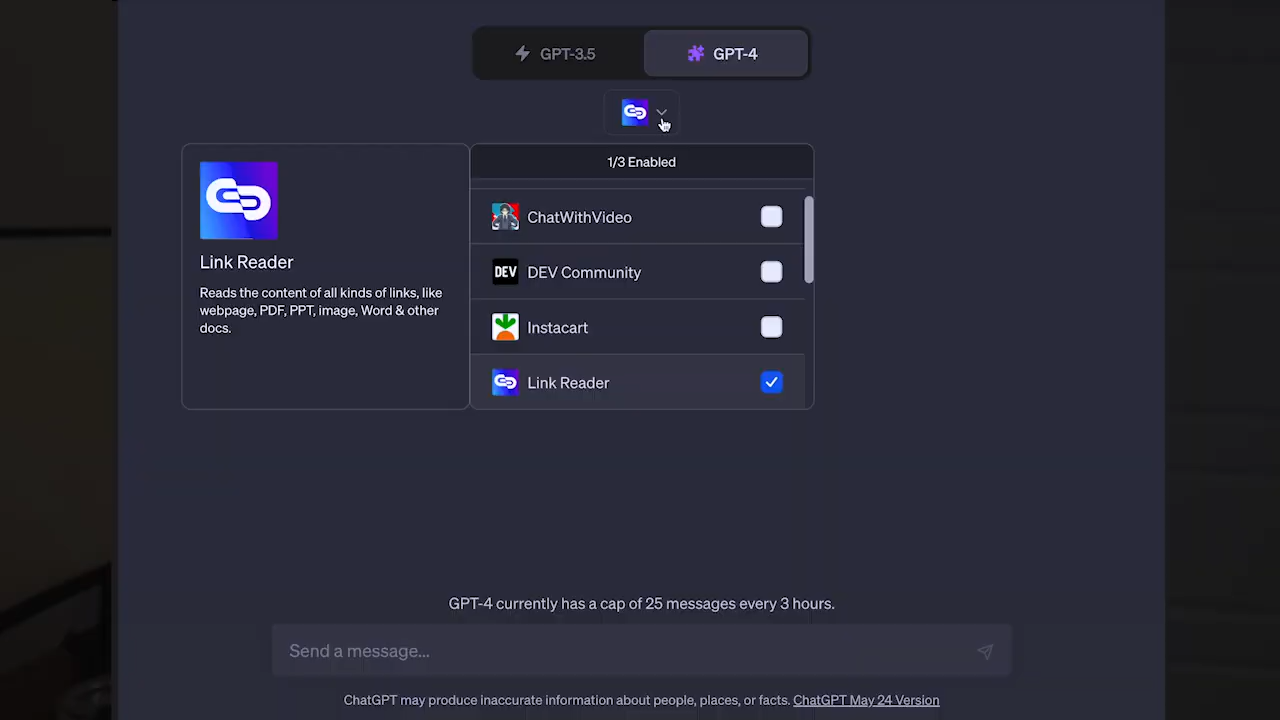 GPT-3.5
GPT-4
1/3 Enabled
Link Reader
Reads the content of all kinds of links, like
webpage, PDF, PPT, image, Word & other
docs.
ChatWithVideo
DEV
DEV Community
Instacart
Link Reader
GPT-4 currently has a cap of 25 messages every 3 hours.
Send a message...
ChatGPT may produce inaccurate information about people, places, or facts. ChatGPT May 24 Version